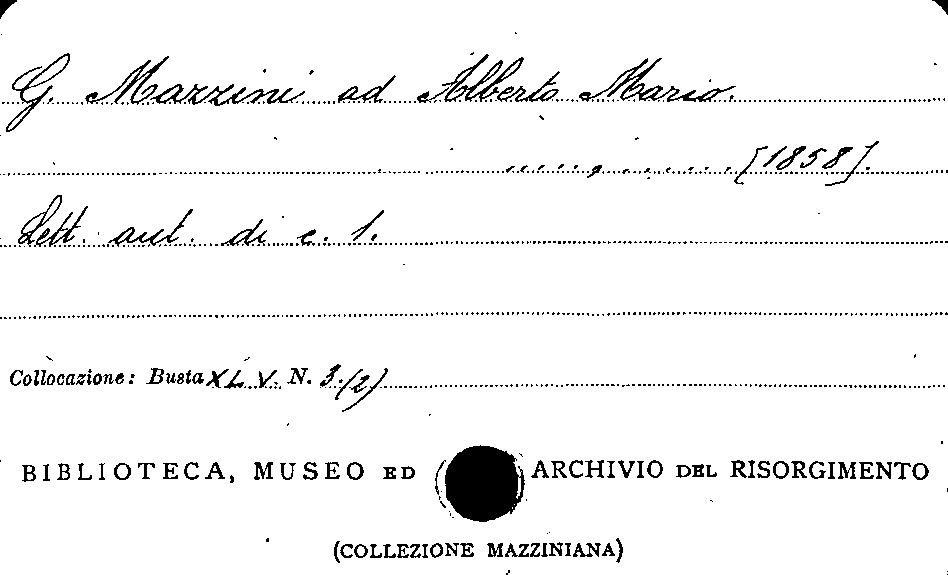 G. Mazzini ad Alberto Mario.
....., ...... [1858].
Lett. aut. di c. 1.
Collocazione: Busta XLV. N. 3.(2)
BIBLIOTECA, MUSEO ED ARCHIVIO DEL RISORGIMENTO
(COLLEZIONE MAZZINIANA)